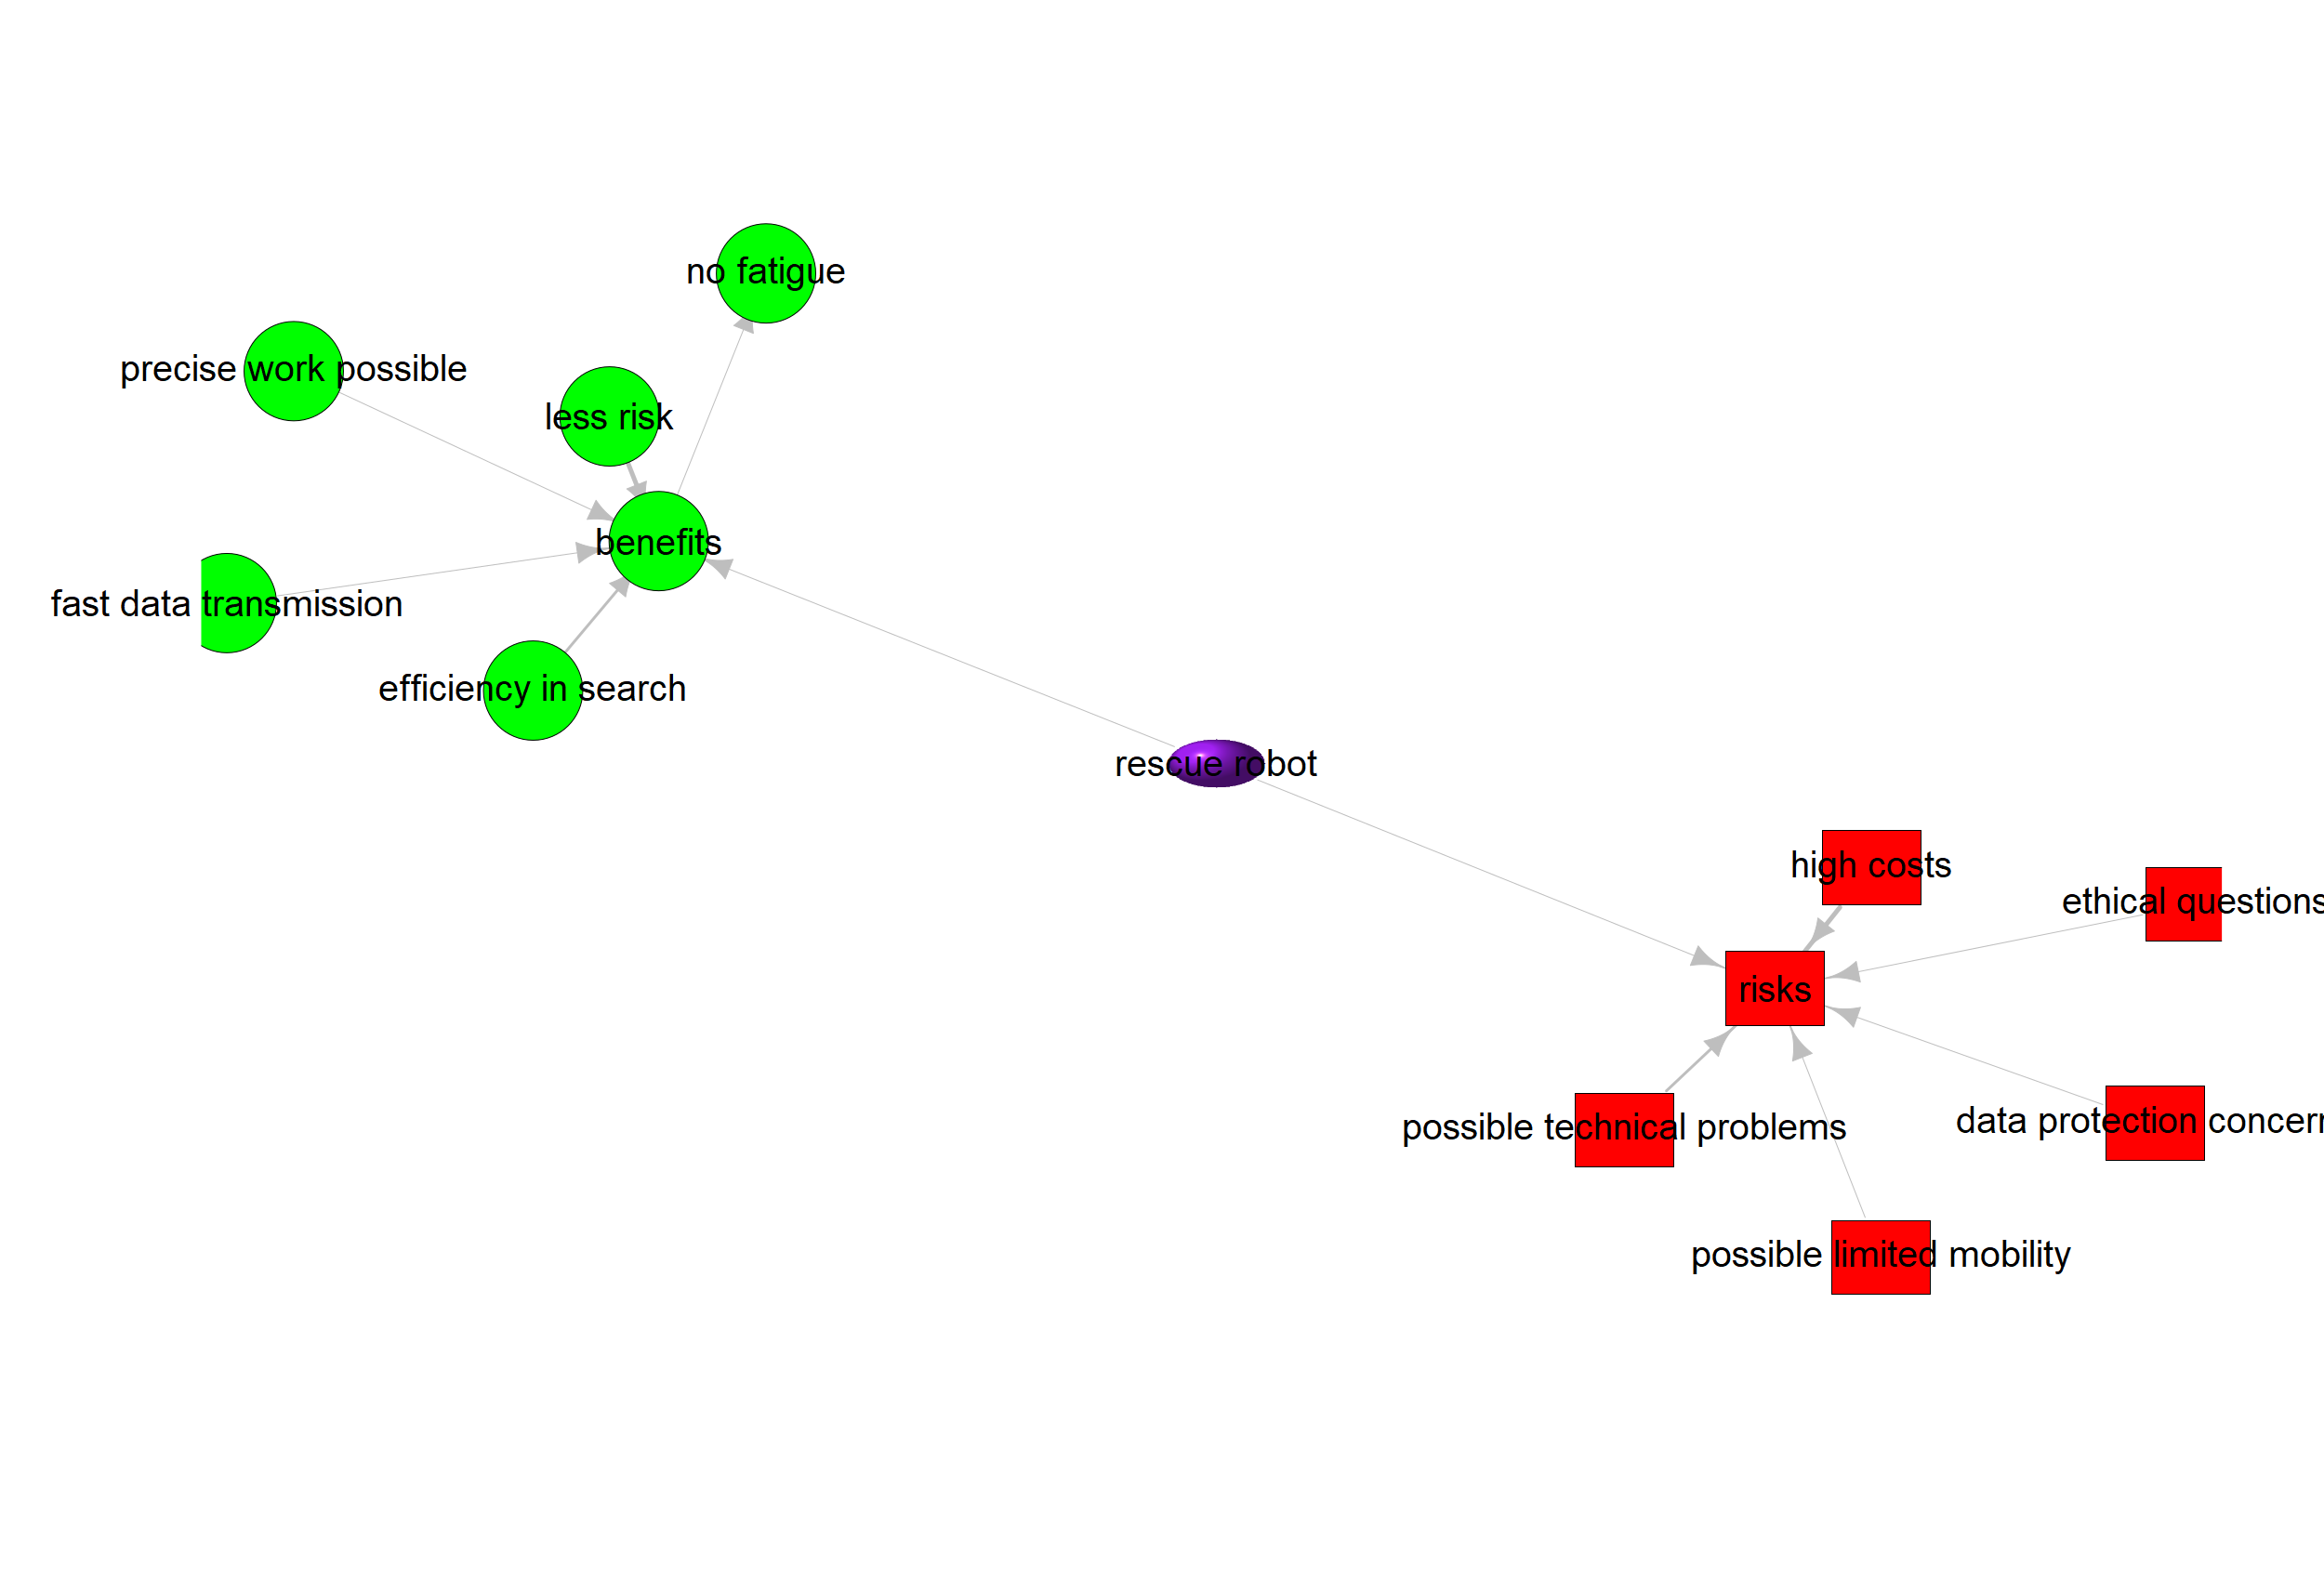 no fatigue
precise work possible
less risk
benefits
fast data transmission
efficiency in search
rescue robot
high costs
ethical questions
risks
data protection concer
possible technical problems
possible limited mobility